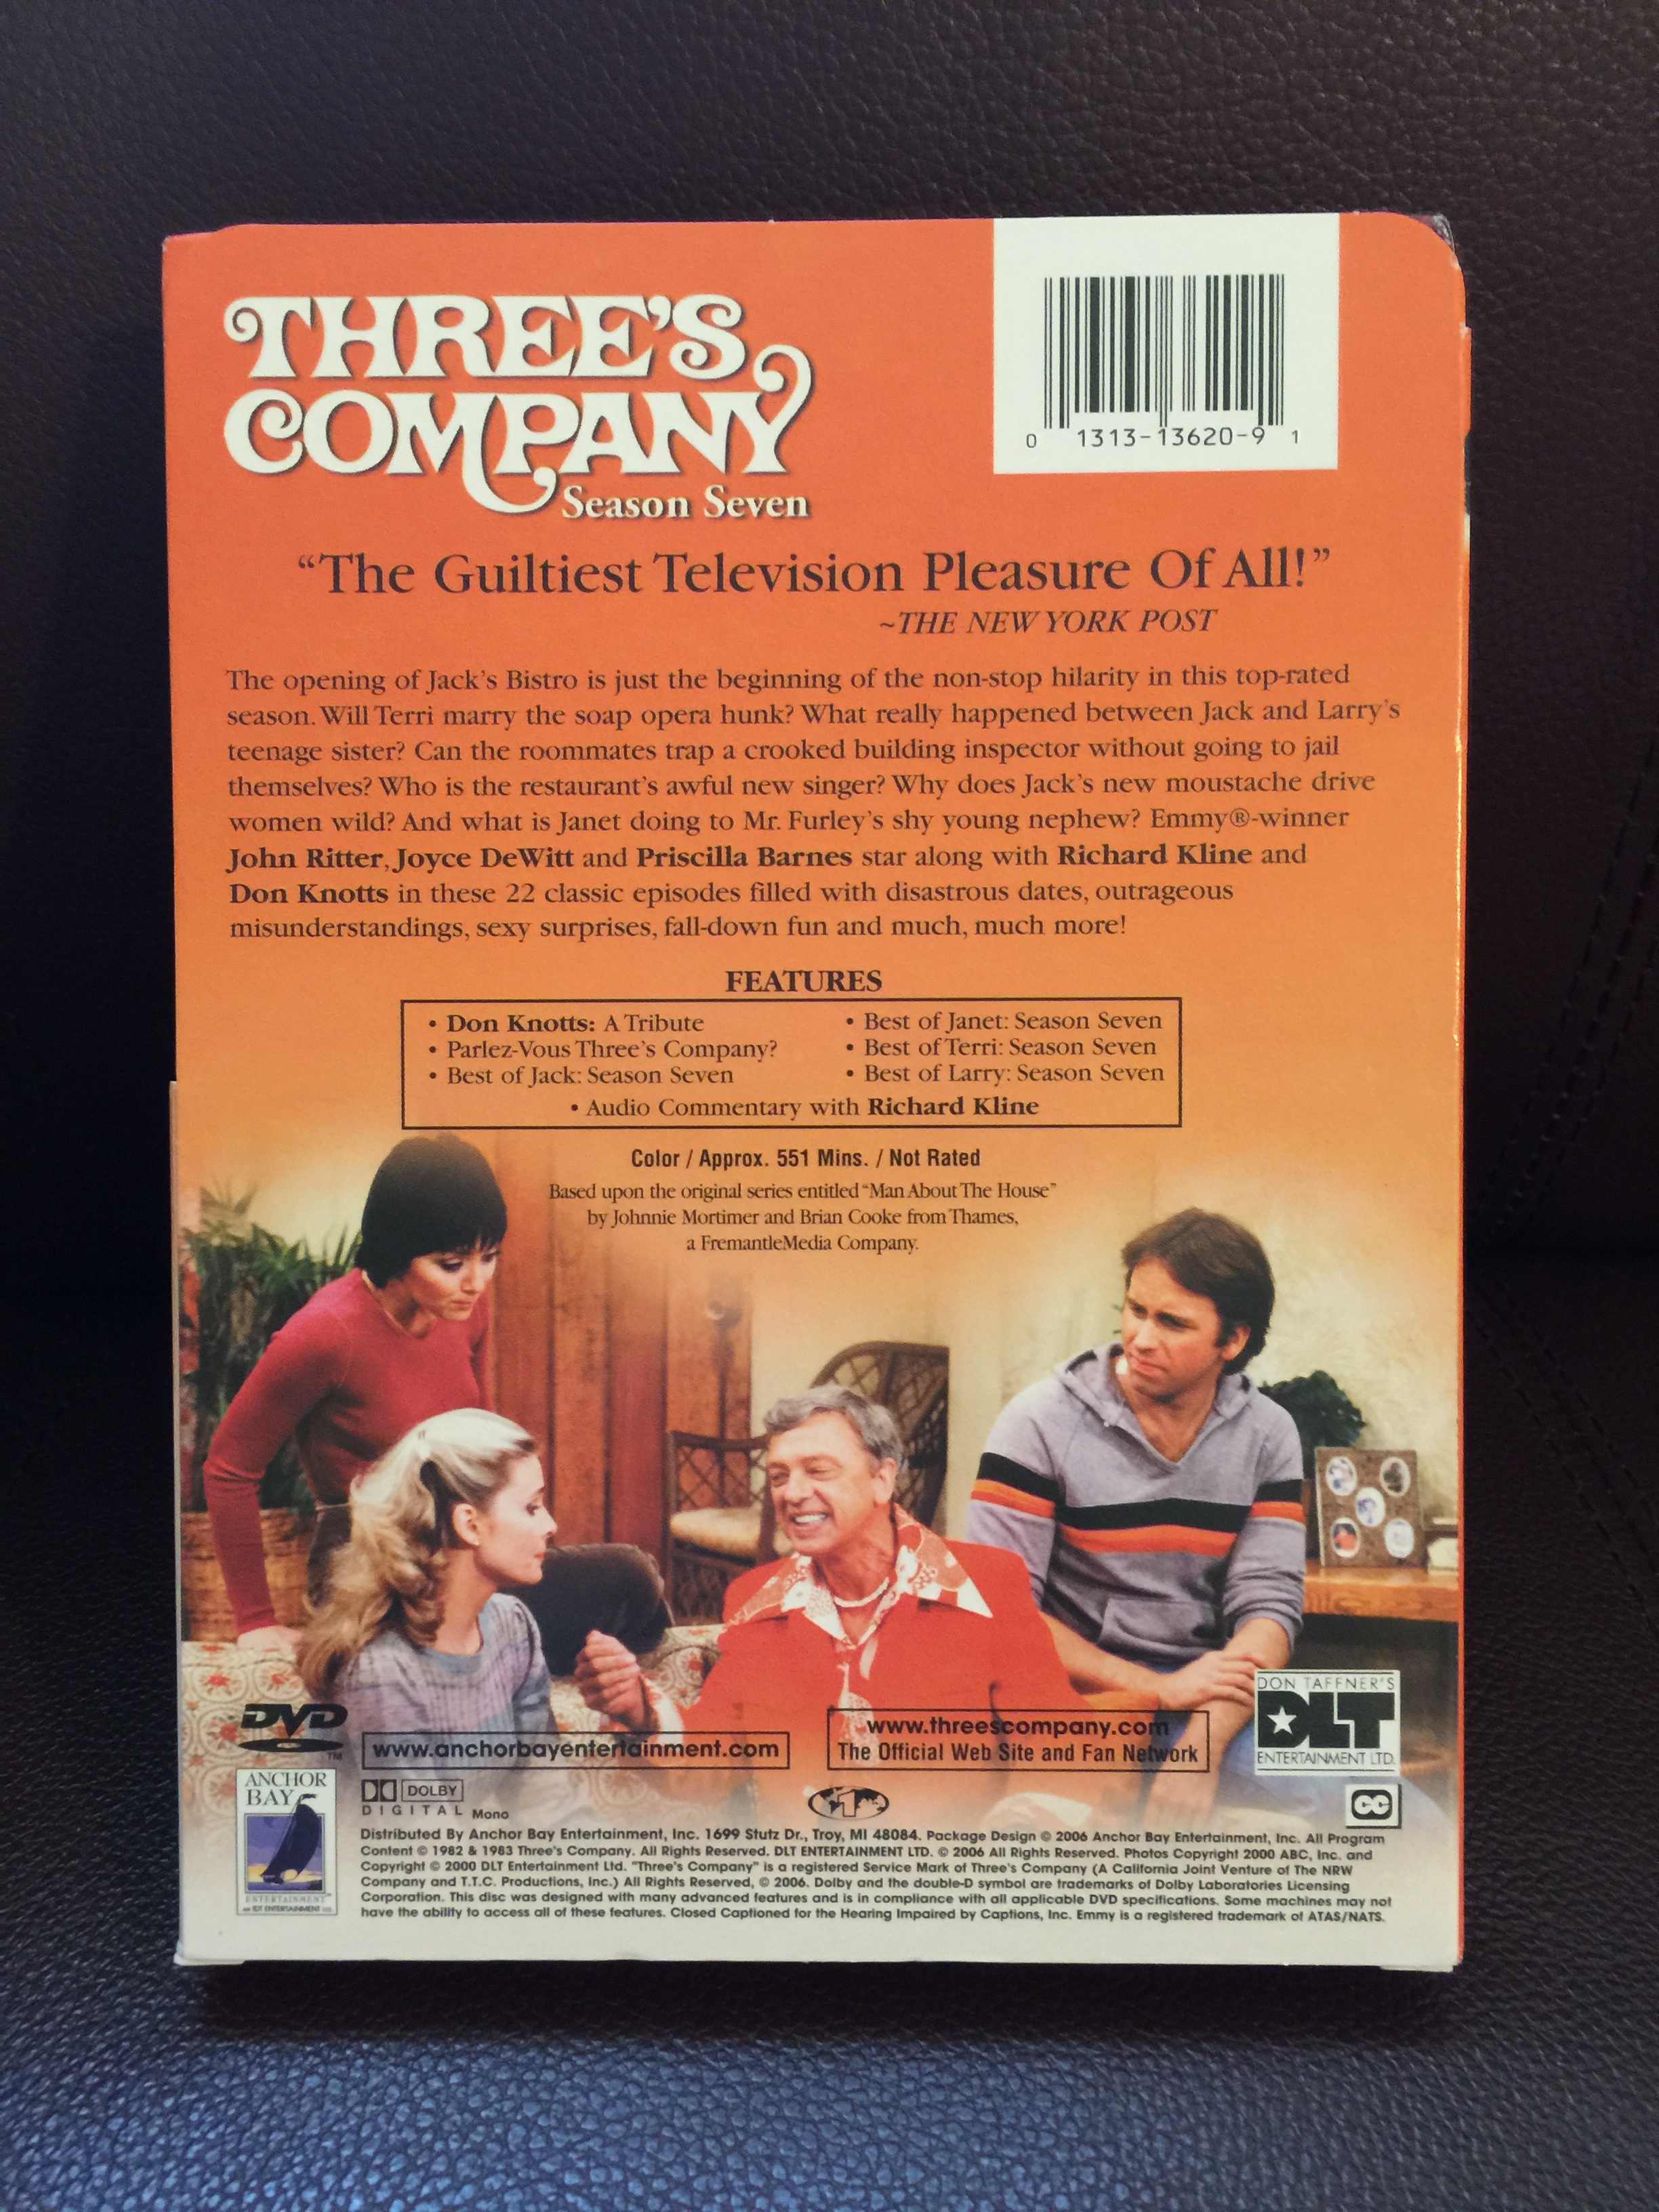 THREE'S
COMPANY
Season Seven
0 1313-13620-9 1
“The Guiltiest Television Pleasure Of All!”
~THE NEW YORK POST
The opening of Jack's Bistro is just the beginning of the non-stop hilarity in this top-rated
season. Will Terri marry the soap opera hunk? What really happened between Jack and Larry's
teenage sister? Can the roommates trap a crooked building inspector without going to jail
themselves? Who is the restaurant's awful new singer? Why does Jack's new moustache drive
women wild? And what is Janet doing to Mr. Furley's shy young nephew? Emmy®-winner
John Ritter, Joyce DeWitt and Priscilla Barnes star along with Richard Kline and
Don Knotts in these 22 classic episodes filled with disastrous dates, outrageous
misunderstandings, sexy surprises, fall-down fun and much, much more!
FEATURES
• Don Knotts: A Tribute
• Parlez-Vous Three's Company?
• Best of Jack: Season Seven
• Best of Janet: Season Seven
• Best of Terri: Season Seven
• Best of Larry: Season Seven
• Audio Commentary with Richard Kline
Color / Approx. 551 Mins. / Not Rated
Based upon the original series entitled “Man About The House”
by Johnnie Mortimer and Brian Cooke from Thames,
a FremantleMedia Company.
DVD
TM
www.anchorbayentertainment.com
www.threescompany.com
The Official Web Site and Fan Network
DON TAFFNER'S
DLT
ENTERTAINMENT LTD.
ANCHOR
BAY
ENTERTAINMENT
AN IDT ENTERTAINMENT CO.
DOLBY
DIGITAL Mono
1
CC
Distributed By Anchor Bay Entertainment, Inc. 1699 Stutz Dr., Troy, MI 48084. Package Design © 2006 Anchor Bay Entertainment, Inc. All Program
Content © 1982 & 1983 Three's Company. All Rights Reserved. DLT ENTERTAINMENT LTD. © 2006 All Rights Reserved. Photos Copyright 2000 ABC, Inc. and
Copyright © 2000 DLT Entertainment Ltd. "Three's Company" is a registered Service Mark of Three's Company (A California Joint Venture of The NRW
Company and T.T.C. Productions, Inc.) All Rights Reserved, © 2006. Dolby and the double-D symbol are trademarks of Dolby Laboratories Licensing
Corporation. This disc was designed with many advanced features and is in compliance with all applicable DVD specifications. Some machines may not
have the ability to access all of these features. Closed Captioned for the Hearing Impaired by Captions, Inc. Emmy is a registered trademark of ATAS/NATS.